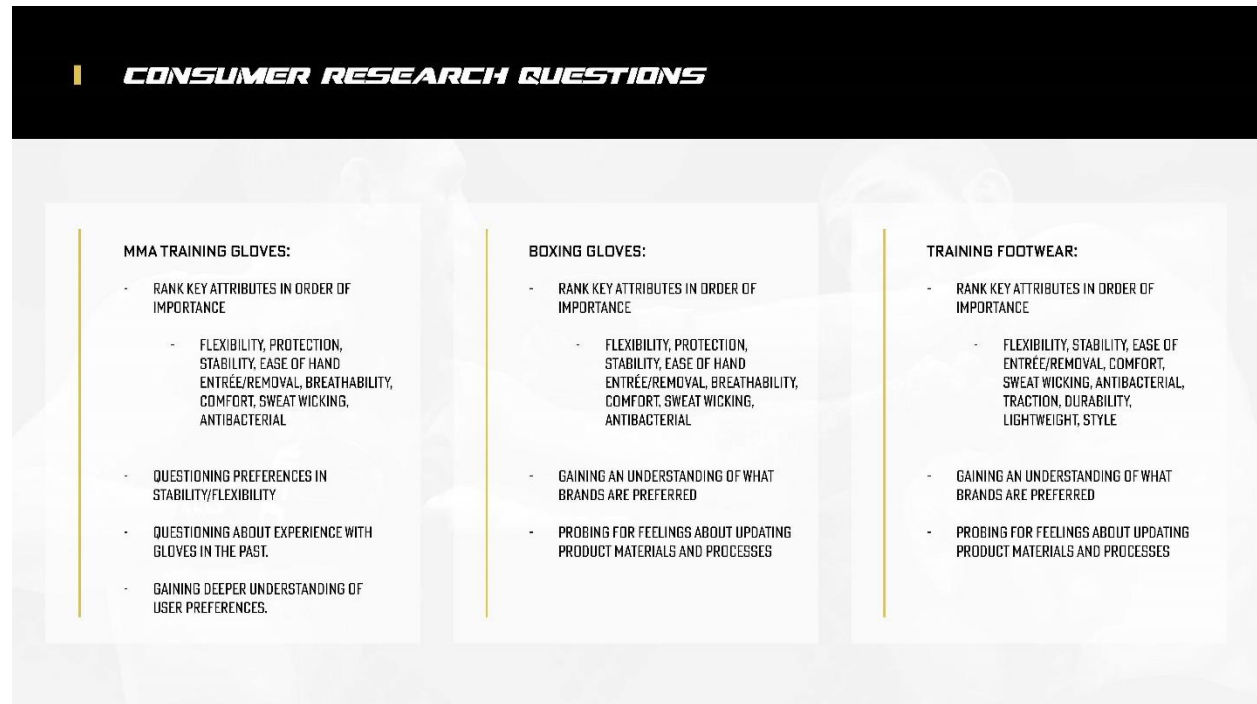 CONSUMER RESEARCH QUESTIONS
MMA TRAINING GLOVES:
- RANK KEY ATTRIBUTES IN ORDER OF
IMPORTANCE
- FLEXIBILITY, PROTECTION,
STABILITY, EASE OF HAND
ENTRÉE/REMOVAL, BREATHABILITY,
COMFORT, SWEAT WICKING,
ANTIBACTERIAL
- QUESTIONING PREFERENCES IN
STABILITY/FLEXIBILITY
- QUESTIONING ABOUT EXPERIENCE WITH
GLOVES IN THE PAST.
- GAINING DEEPER UNDERSTANDING OF
USER PREFERENCES.
BOXING GLOVES:
- RANK KEY ATTRIBUTES IN ORDER OF
IMPORTANCE
- FLEXIBILITY, PROTECTION,
STABILITY, EASE OF HAND
ENTRÉE/REMOVAL, BREATHABILITY,
COMFORT, SWEAT WICKING,
ANTIBACTERIAL
- GAINING AN UNDERSTANDING OF WHAT
BRANDS ARE PREFERRED
- PROBING FOR FEELINGS ABOUT UPDATING
PRODUCT MATERIALS AND PROCESSES
TRAINING FOOTWEAR:
- RANK KEY ATTRIBUTES IN ORDER OF
IMPORTANCE
- FLEXIBILITY, STABILITY, EASE OF
ENTRÉE/REMOVAL, COMFORT,
SWEAT WICKING, ANTIBACTERIAL,
TRACTION, DURABILITY,
LIGHTWEIGHT, STYLE
- GAINING AN UNDERSTANDING OF WHAT
BRANDS ARE PREFERRED
- PROBING FOR FEELINGS ABOUT UPDATING
PRODUCT MATERIALS AND PROCESSES